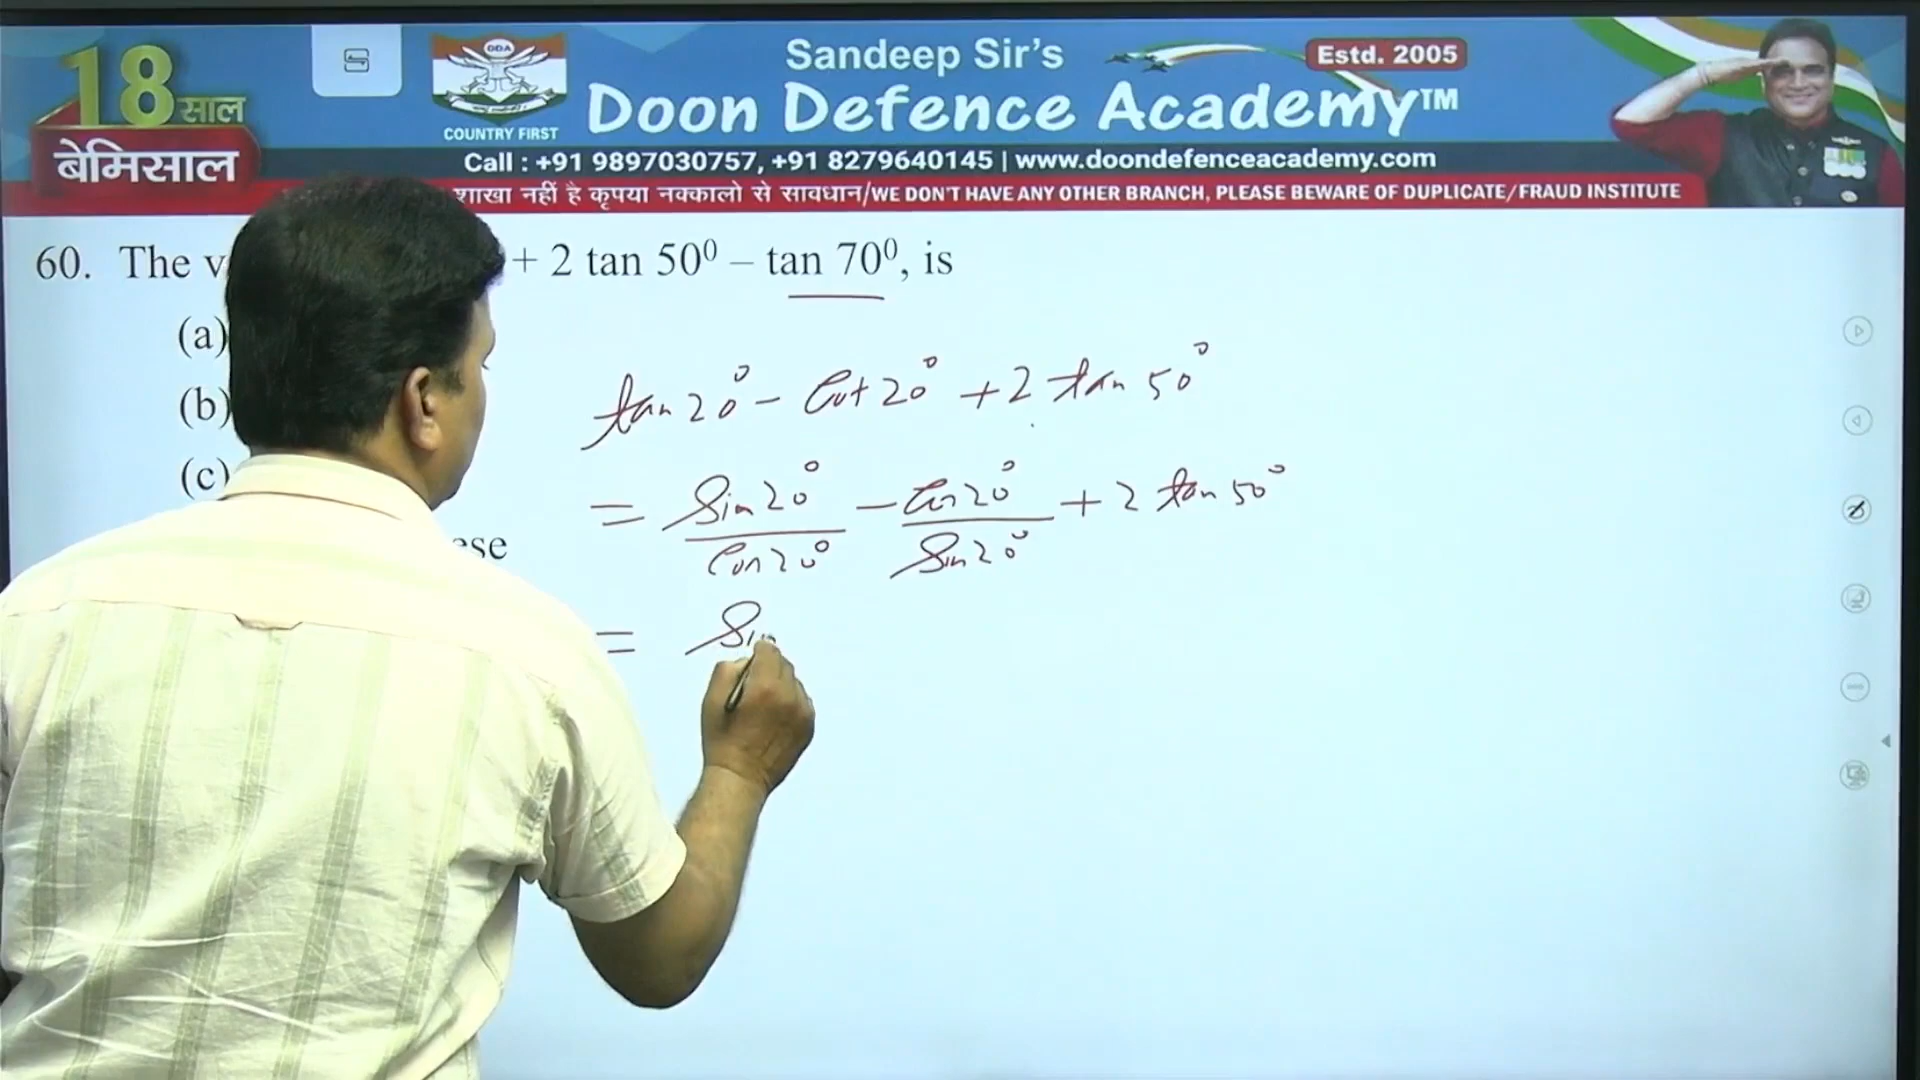 18 साल
बेमिसाल
DDA
COUNTRY FIRST
Sandeep Sir's
Estd. 2005
Doon Defence Academy™
Call : +91 9897030757, +91 8279640145 | www.doondefenceacademy.com
शाखा नहीं है कृपया नक्कालो से सावधान/WE DON'T HAVE ANY OTHER BRANCH, PLEASE BEWARE OF DUPLICATE/FRAUD INSTITUTE
60. The v + 2 tan 50⁰ – tan 70⁰, is
(a)
(b)
(c)
ese
tan 20° - Cot 20° + 2 tan 50°
= Sin 20° / Cos 20° - Cos 20° / Sin 20° + 2 tan 50°
= Sin